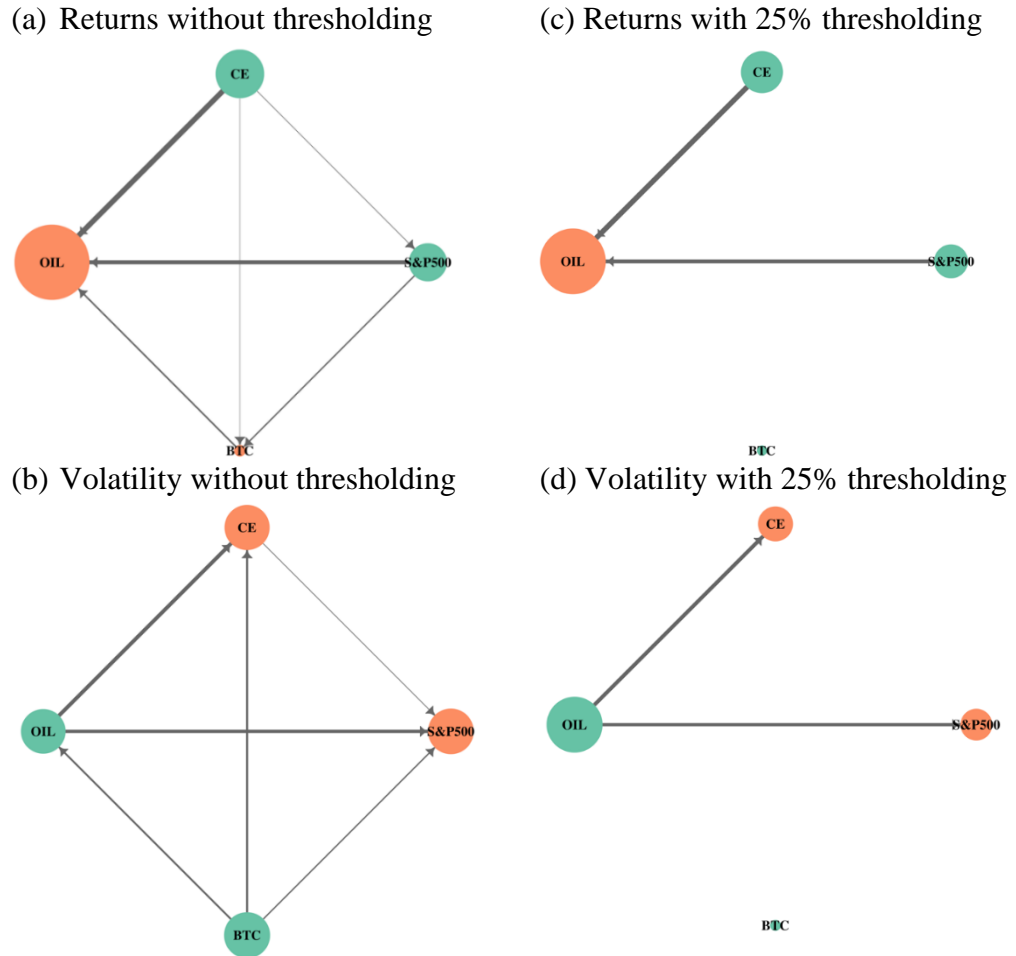 (a) Returns without thresholding
CE
OIL
S&P500
BTC
(c) Returns with 25% thresholding
CE
OIL
S&P500
BTC
(b) Volatility without thresholding
CE
OIL
S&P500
BTC
(d) Volatility with 25% thresholding
CE
OIL
S&P500
BTC